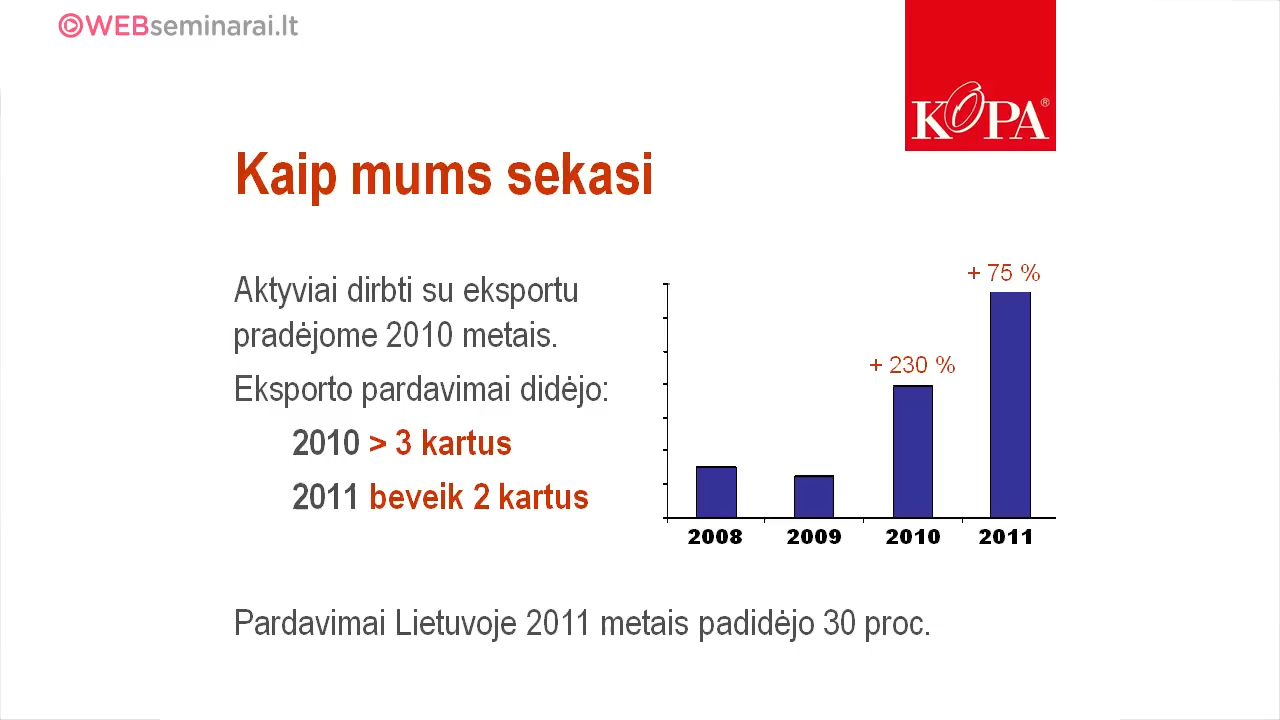 WEBseminarai.lt
KOPA®
Kaip mums sekasi
Aktyviai dirbti su eksportu
pradėjome 2010 metais.
Eksporto pardavimai didėjo:
2010 > 3 kartus
2011 beveik 2 kartus
+ 75 %
+ 230 %
2008 2009 2010 2011
Pardavimai Lietuvoje 2011 metais padidėjo 30 proc.